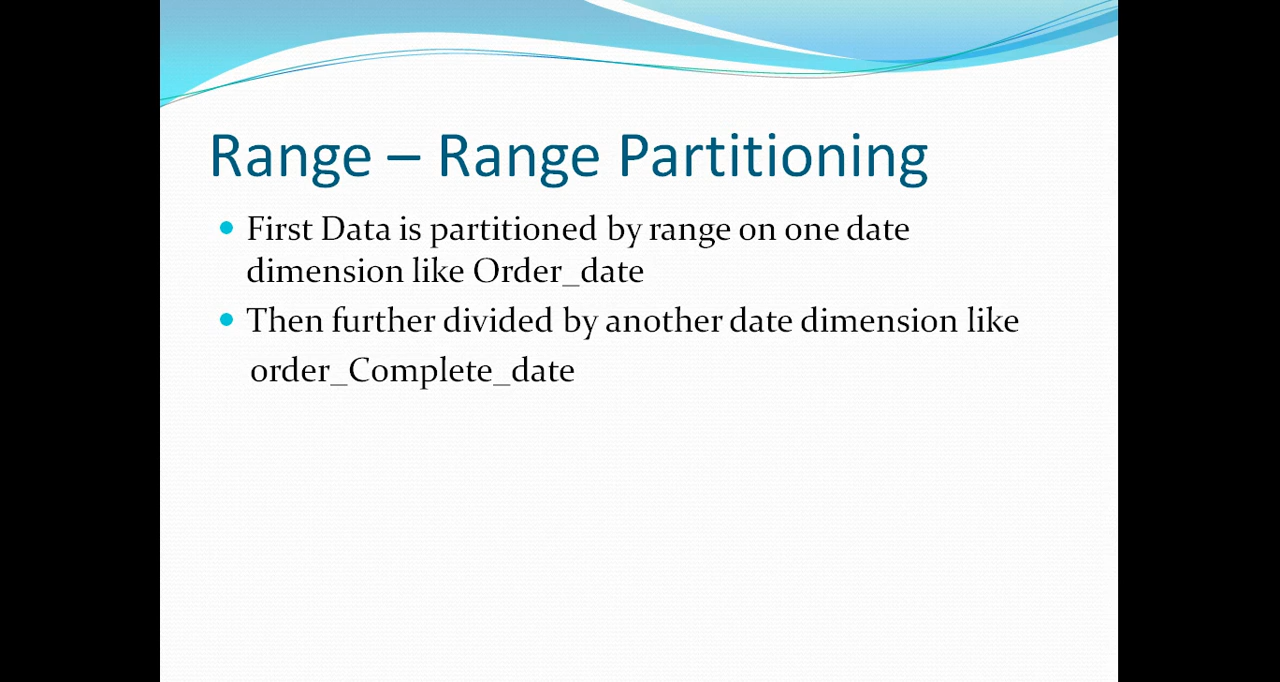 Range – Range Partitioning
First Data is partitioned by range on one date
dimension like Order_date
Then further divided by another date dimension like
order_Complete_date